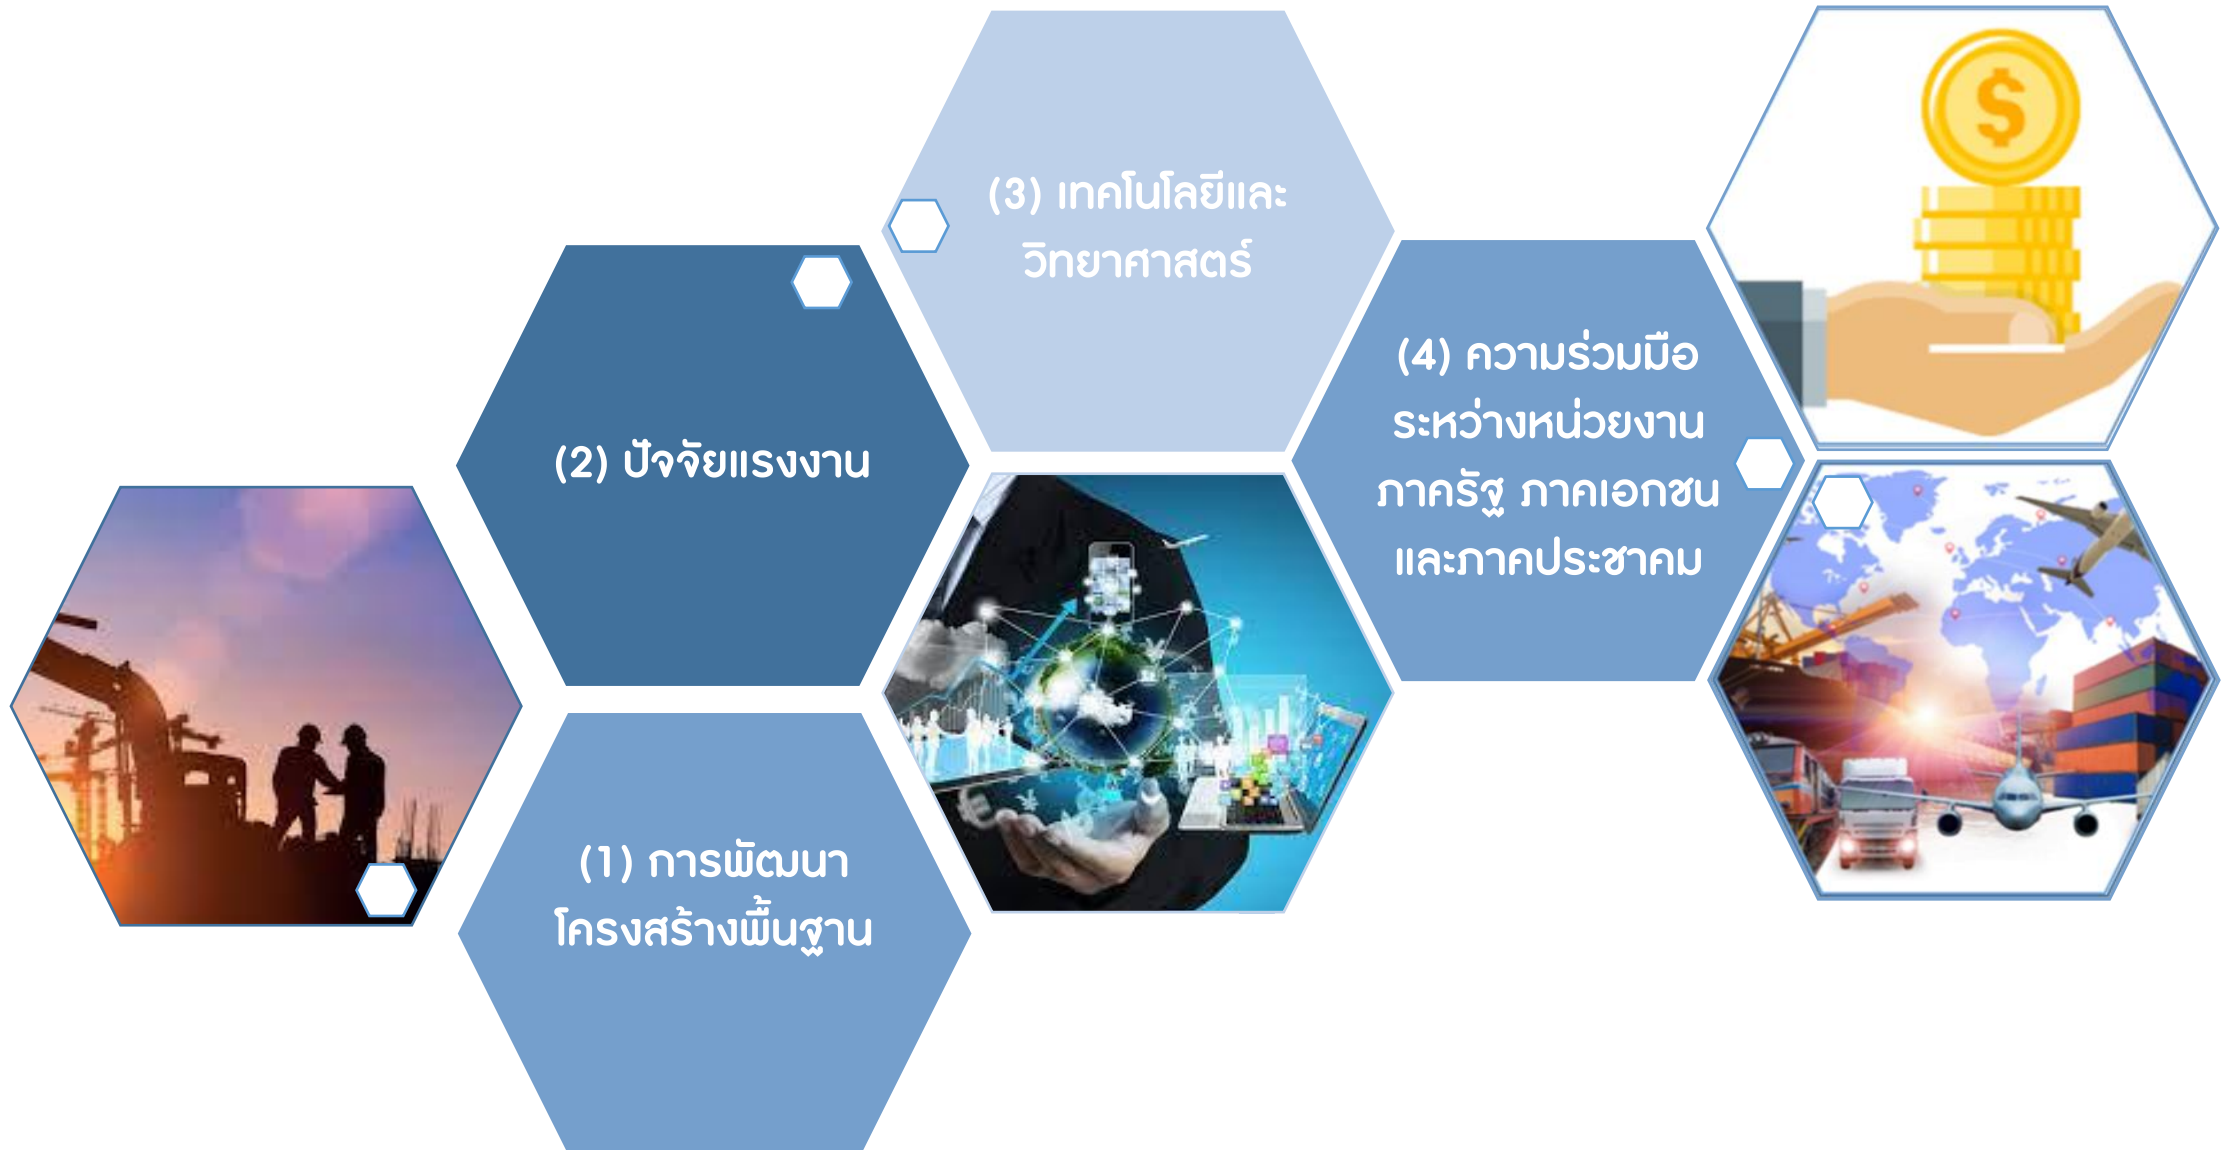 (3) เทคโนโลยีและ
วิทยาศาสตร์
(2) ปัจจัยแรงงาน
(4) ความร่วมมือ
ระหว่างหน่วยงาน
ภาครัฐ ภาคเอกชน
และภาคประชาคม
(1) การพัฒนา
โครงสร้างพื้นฐาน
$